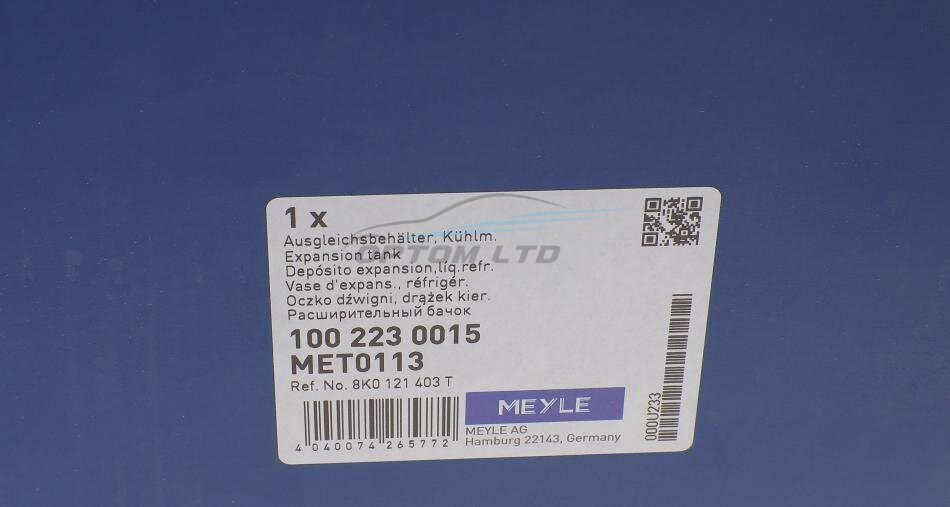 1 x
Ausgleichsbehälter, Kühlm.
Expansion tank
OPTOM LTD
Depósito expansion,líq.refr.
Vase d'expans., réfrigér.
Oczko dźwigni, drążek kier.
Расширительный бачок
100 223 0015
MET0113
Ref. No. 8K0 121 403 T
MEYLE
4 040074 265772
MEYLE AG
Hamburg 22143, Germany
000U233